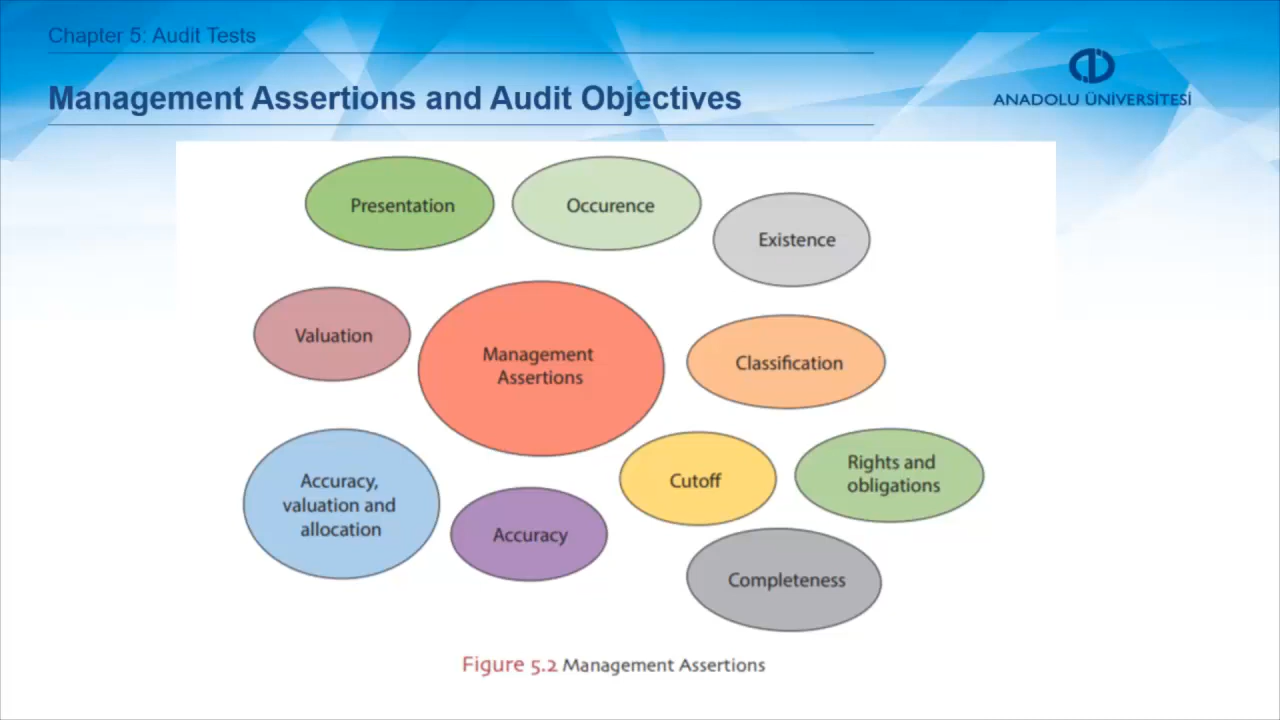 Chapter 5: Audit Tests
Management Assertions and Audit Objectives
ANADOLU ÜNİVERSİTESİ
Presentation
Occurence
Existence
Valuation
Management
Assertions
Classification
Accuracy,
valuation and
allocation
Accuracy
Cutoff
Rights and
obligations
Completeness
Figure 5.2 Management Assertions